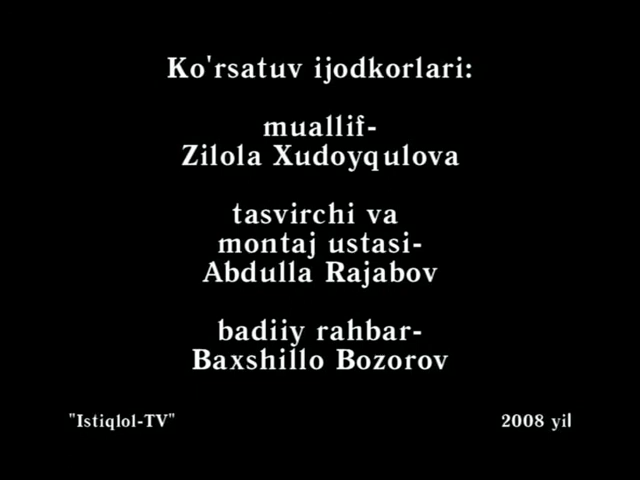 Ko'rsatuv ijodkorlari:
muallif-
Zilola Xudoyqulova
tasvirchi va
montaj ustasi-
Abdulla Rajabov
badiiy rahbar-
Baxshillo Bozorov
"Istiqlol-TV"
2008 yil